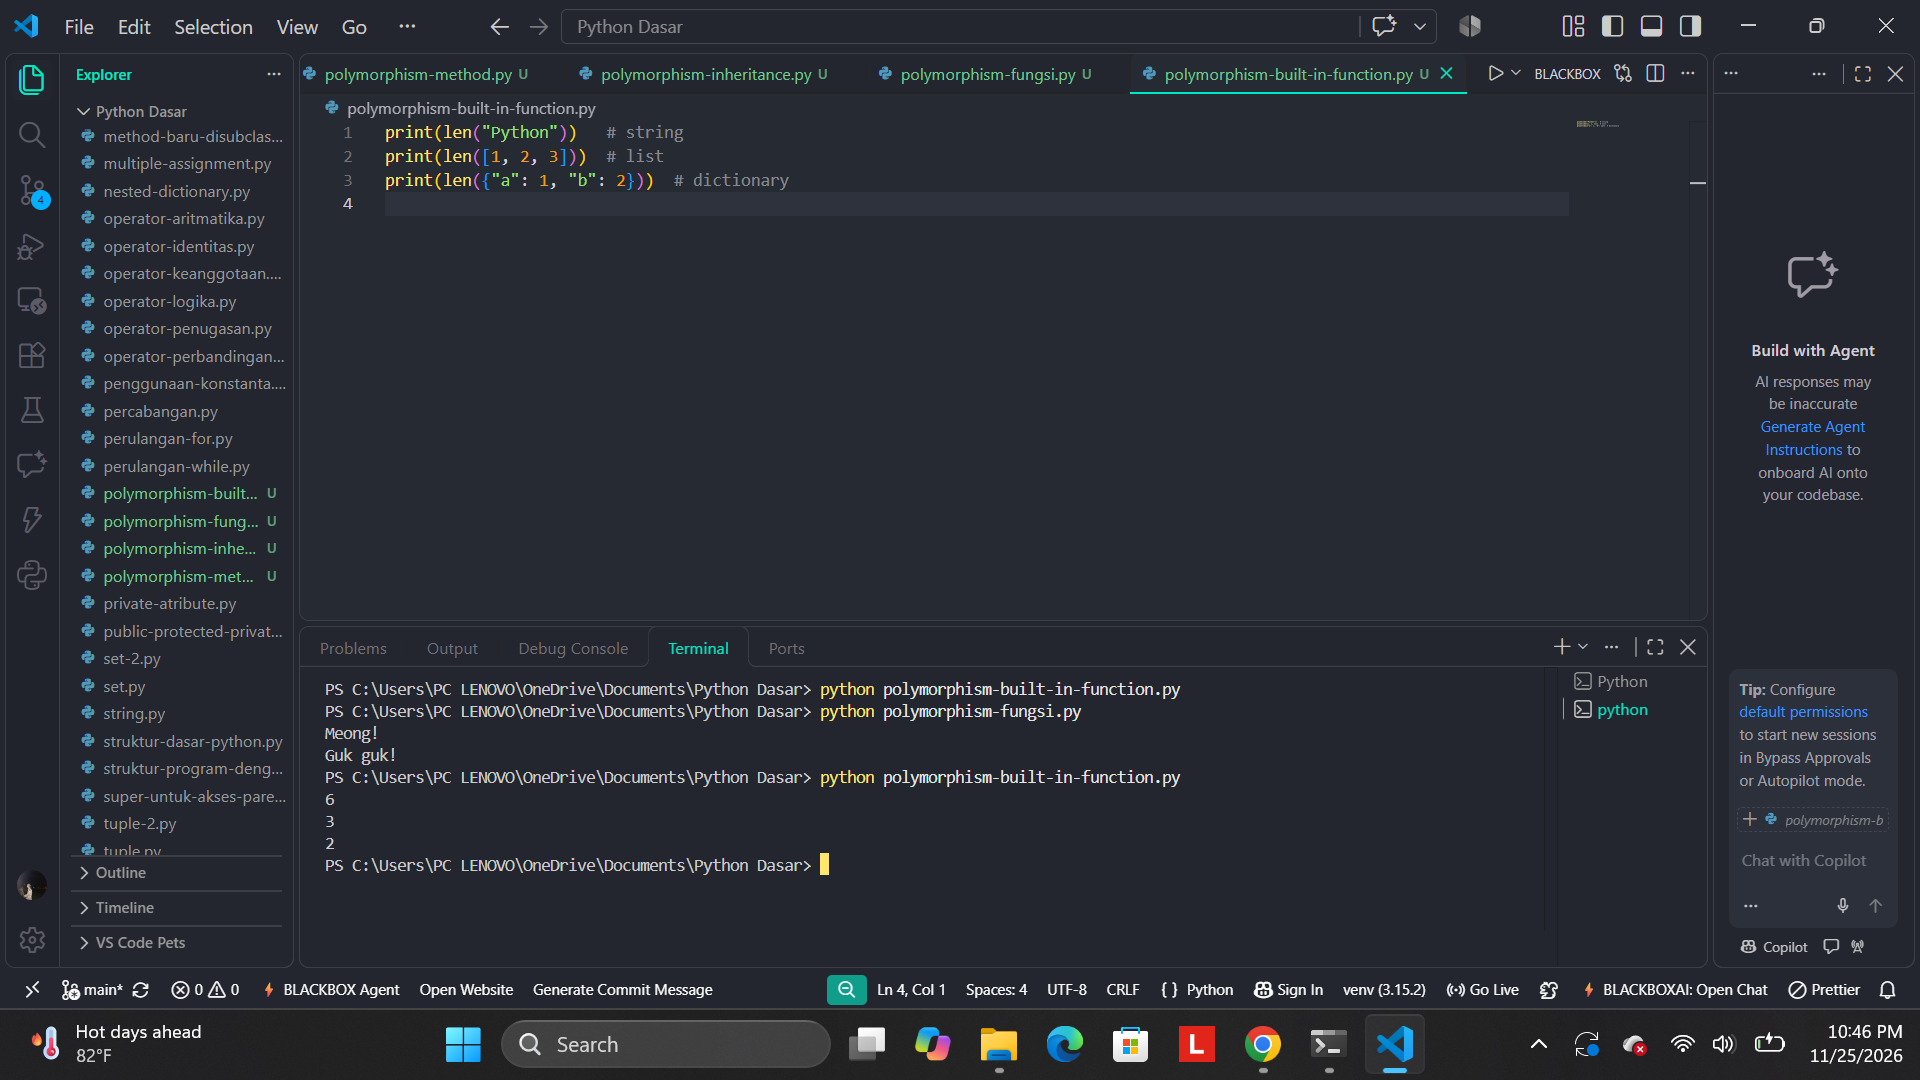 File Edit Selection View Go ··· Python Dasar
Explorer ···
Python Dasar
method-baru-disubclas...
multiple-assignment.py
nested-dictionary.py
operator-aritmatika.py
operator-identitas.py
operator-keanggotaan....
operator-logika.py
operator-penugasan.py
operator-perbandingan...
penggunaan-konstanta....
percabangan.py
perulangan-for.py
perulangan-while.py
polymorphism-built... U
polymorphism-fung... U
polymorphism-inhe... U
polymorphism-met... U
private-atribute.py
public-protected-privat...
set-2.py
set.py
string.py
struktur-dasar-python.py
struktur-program-deng...
super-untuk-akses-pare...
tuple-2.py
tuple.py
Outline
Timeline
VS Code Pets
4
polymorphism-method.py U polymorphism-inheritance.py U polymorphism-fungsi.py U polymorphism-built-in-function.py U BLACKBOX ···
polymorphism-built-in-function.py
1 print(len("Python")) # string
2 print(len([1, 2, 3])) # list
3 print(len({"a": 1, "b": 2})) # dictionary
4
Problems Output Debug Console Terminal Ports
PS C:\Users\PC LENOVO\OneDrive\Documents\Python Dasar> python polymorphism-built-in-function.py
PS C:\Users\PC LENOVO\OneDrive\Documents\Python Dasar> python polymorphism-fungsi.py
Meong!
Guk guk!
PS C:\Users\PC LENOVO\OneDrive\Documents\Python Dasar> python polymorphism-built-in-function.py
6
3
2
PS C:\Users\PC LENOVO\OneDrive\Documents\Python Dasar>
Python
python
Build with Agent
AI responses may
be inaccurate
Generate Agent
Instructions to
onboard AI onto
your codebase.
Tip: Configure
default permissions
to start new sessions
in Bypass Approvals
or Autopilot mode.
polymorphism-b
Chat with Copilot
Copilot
main* 0 0 BLACKBOX Agent Open Website Generate Commit Message Ln 4, Col 1 Spaces: 4 UTF-8 CRLF { } Python Sign In venv (3.15.2) Go Live BLACKBOXAI: Open Chat Prettier
Hot days ahead
82°F
Search
L
10:46 PM
11/25/2026